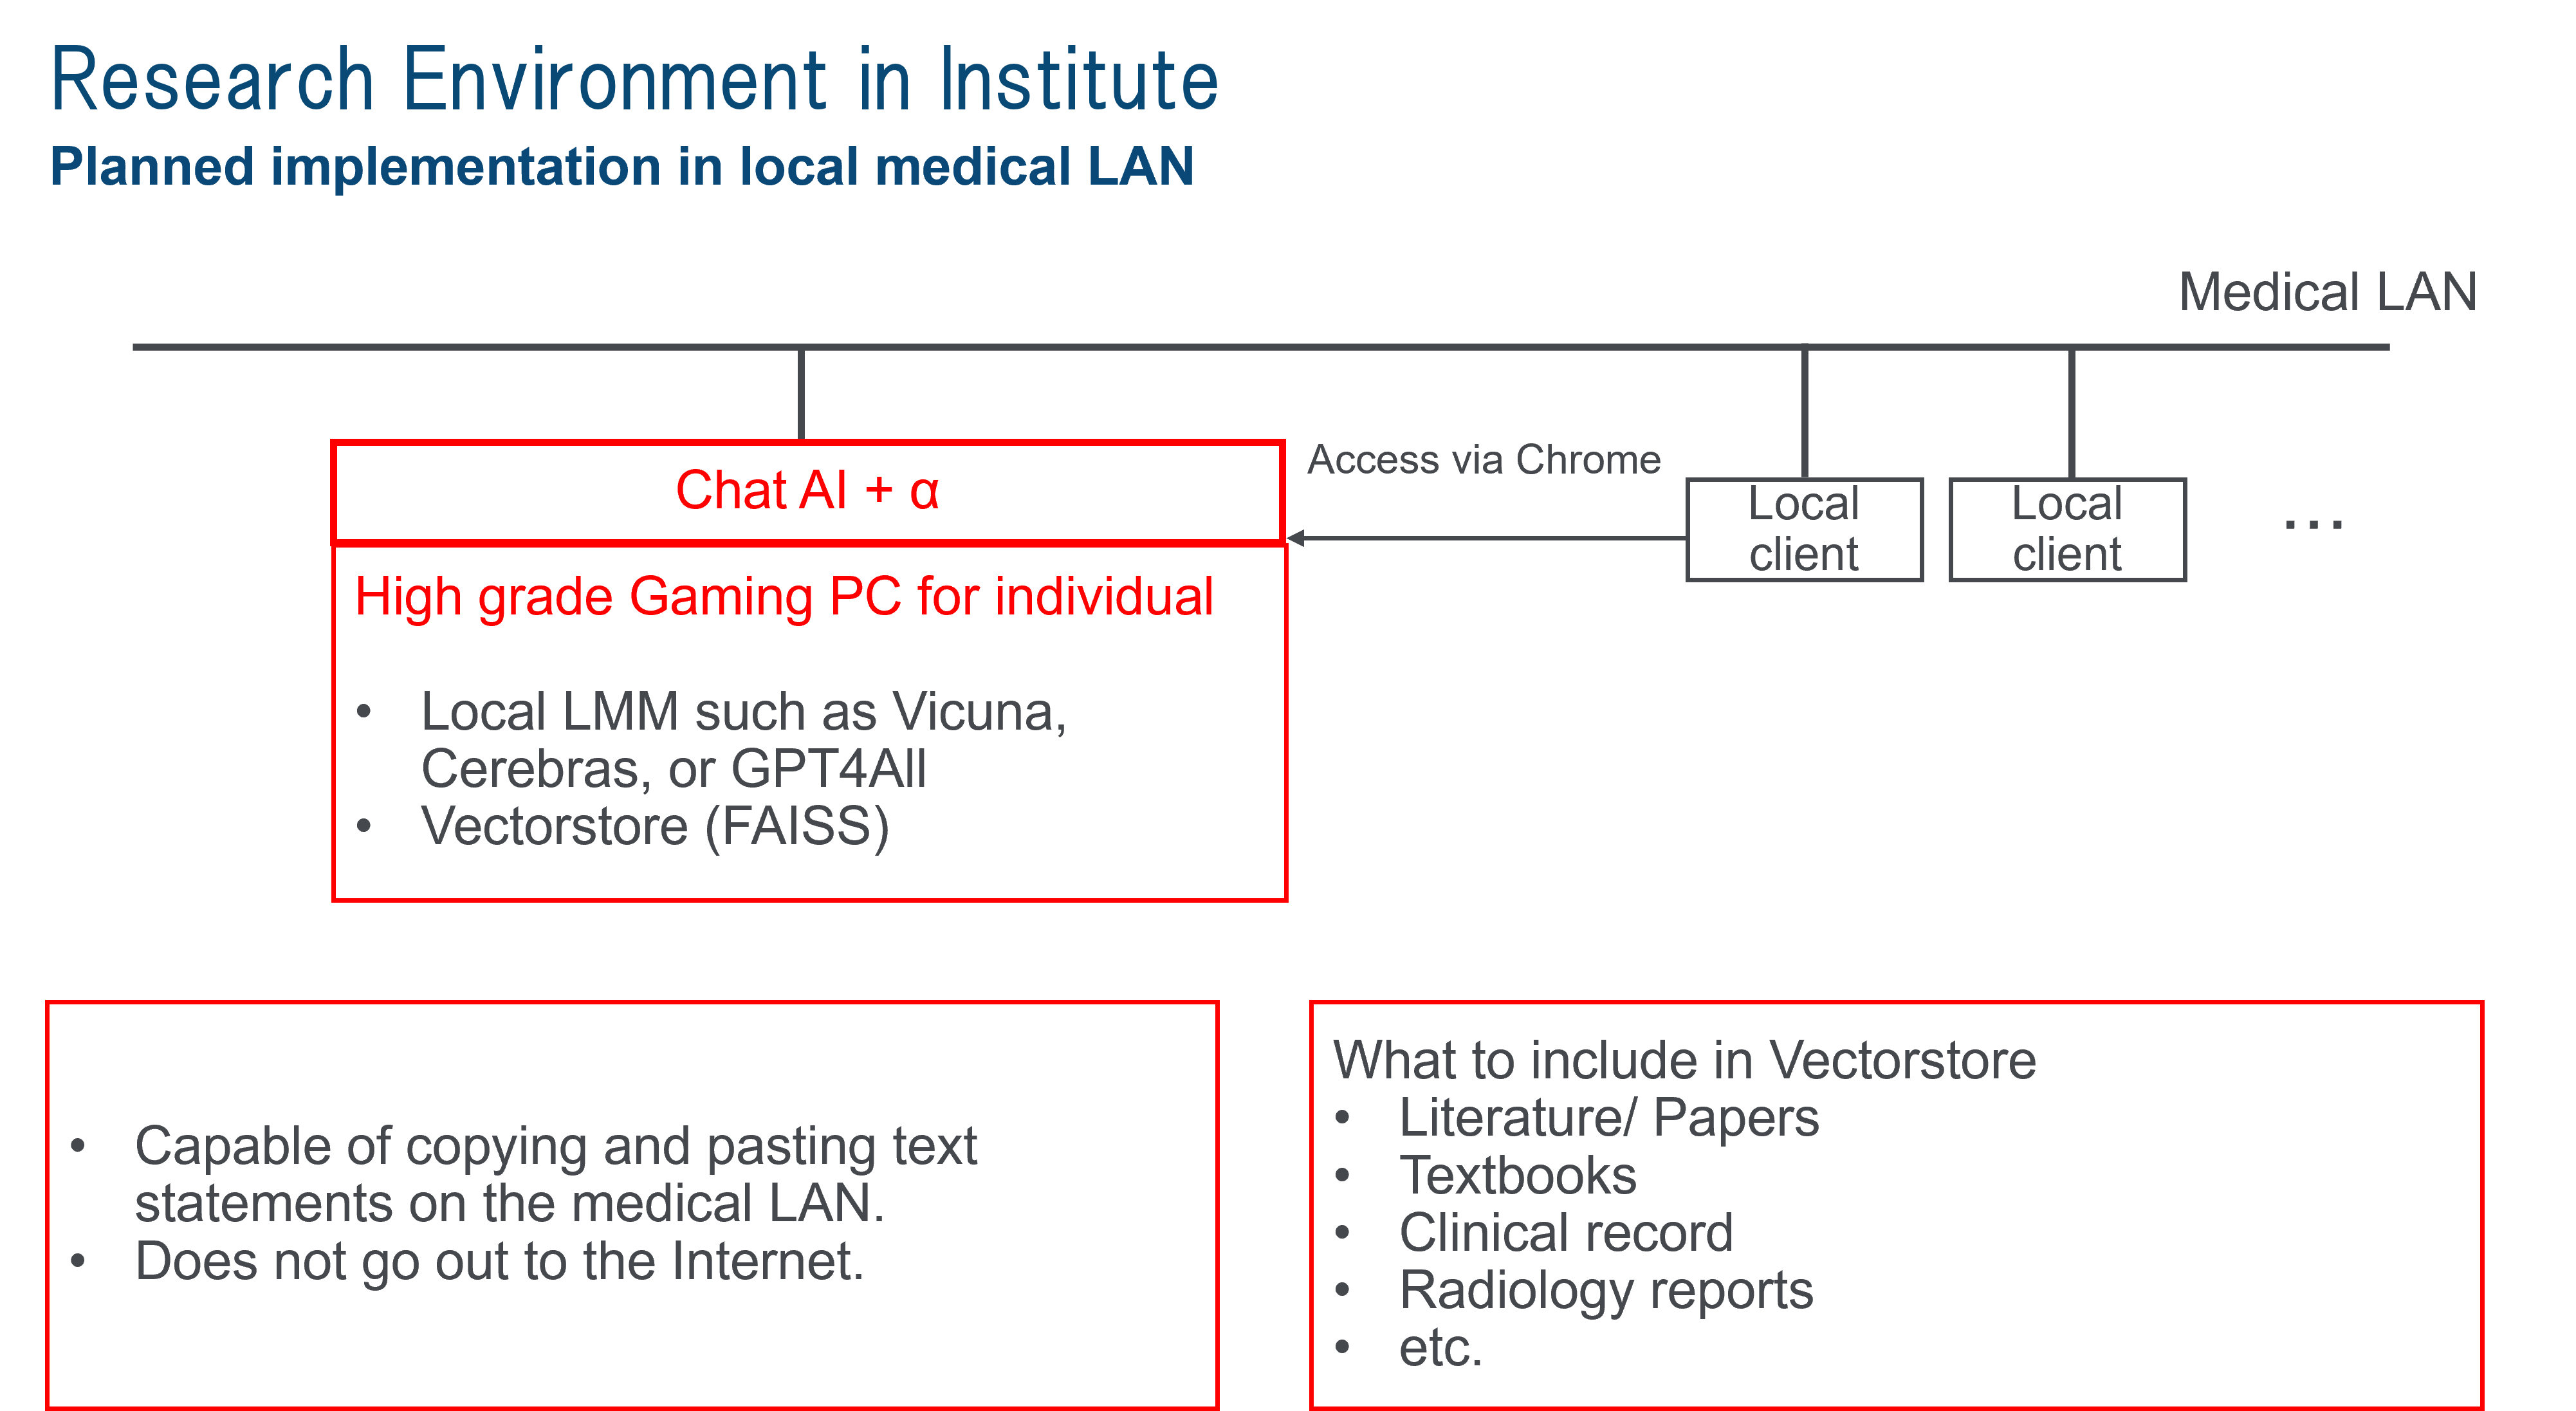 Research Environment in Institute
Planned implementation in local medical LAN
Medical LAN
Chat AI + α
Access via Chrome
Local
client
Local
client
...
High grade Gaming PC for individual
• Local LMM such as Vicuna,
Cerebras, or GPT4All
• Vectorstore (FAISS)
• Capable of copying and pasting text
statements on the medical LAN.
• Does not go out to the Internet.
What to include in Vectorstore
• Literature/ Papers
• Textbooks
• Clinical record
• Radiology reports
• etc.